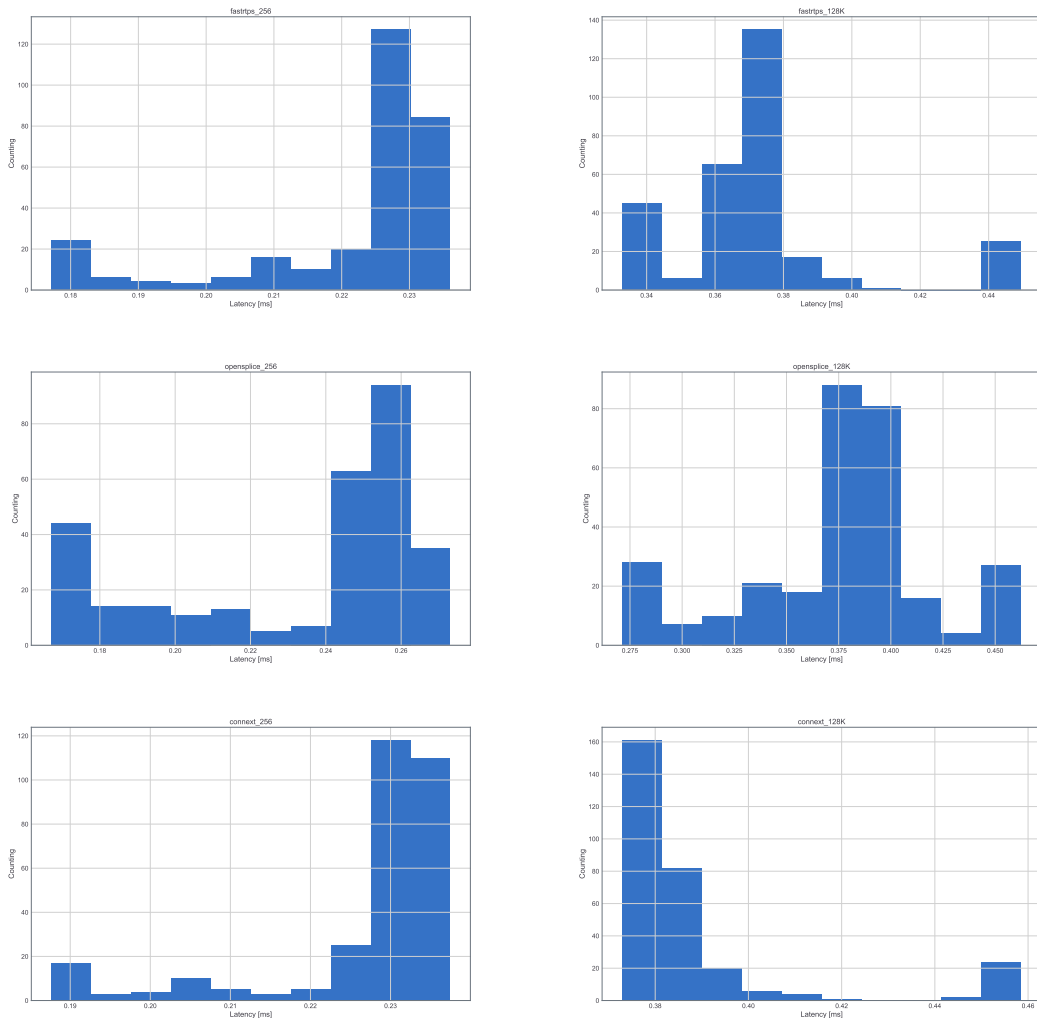 fastrtps_256
120
100
80
60
40
20
0
Counting
0.18 0.19 0.20 0.21 0.22 0.23
Latency [ms]
fastrtps_128K
140
120
100
80
60
40
20
0
Counting
0.34 0.36 0.38 0.40 0.42 0.44
Latency [ms]
opensplice_256
80
60
40
20
0
Counting
0.18 0.20 0.22 0.24 0.26
Latency [ms]
opensplice_128K
80
60
40
20
0
Counting
0.275 0.300 0.325 0.350 0.375 0.400 0.425 0.450
Latency [ms]
connext_256
120
100
80
60
40
20
0
Counting
0.19 0.20 0.21 0.22 0.23
Latency [ms]
connext_128K
160
140
120
100
80
60
40
20
0
Counting
0.38 0.40 0.42 0.44 0.46
Latency [ms]